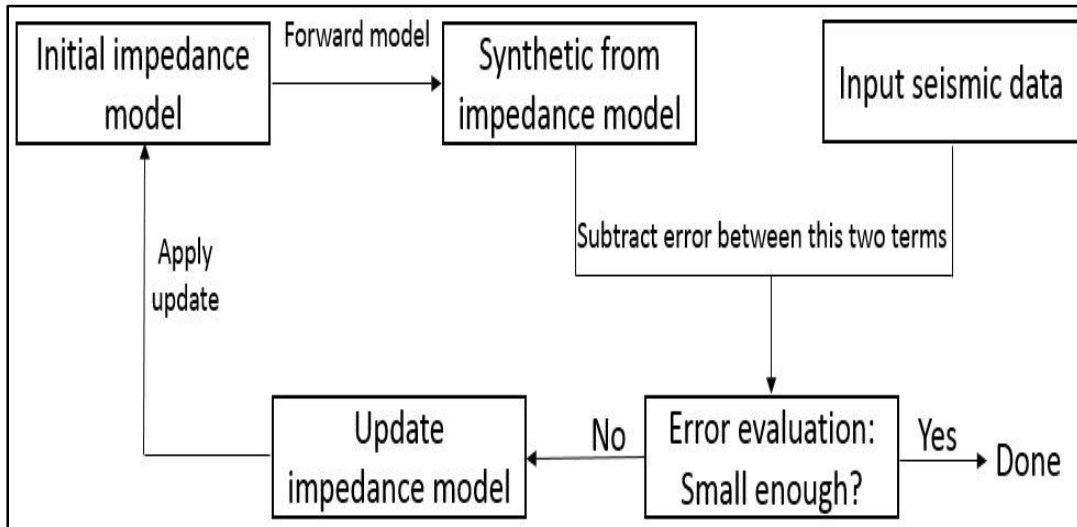 Initial impedance
model
Forward model
Synthetic from
impedance model
Input seismic data
Subtract error between this two terms
Apply
update
Update
impedance model
No
Error evaluation:
Small enough?
Yes
Done